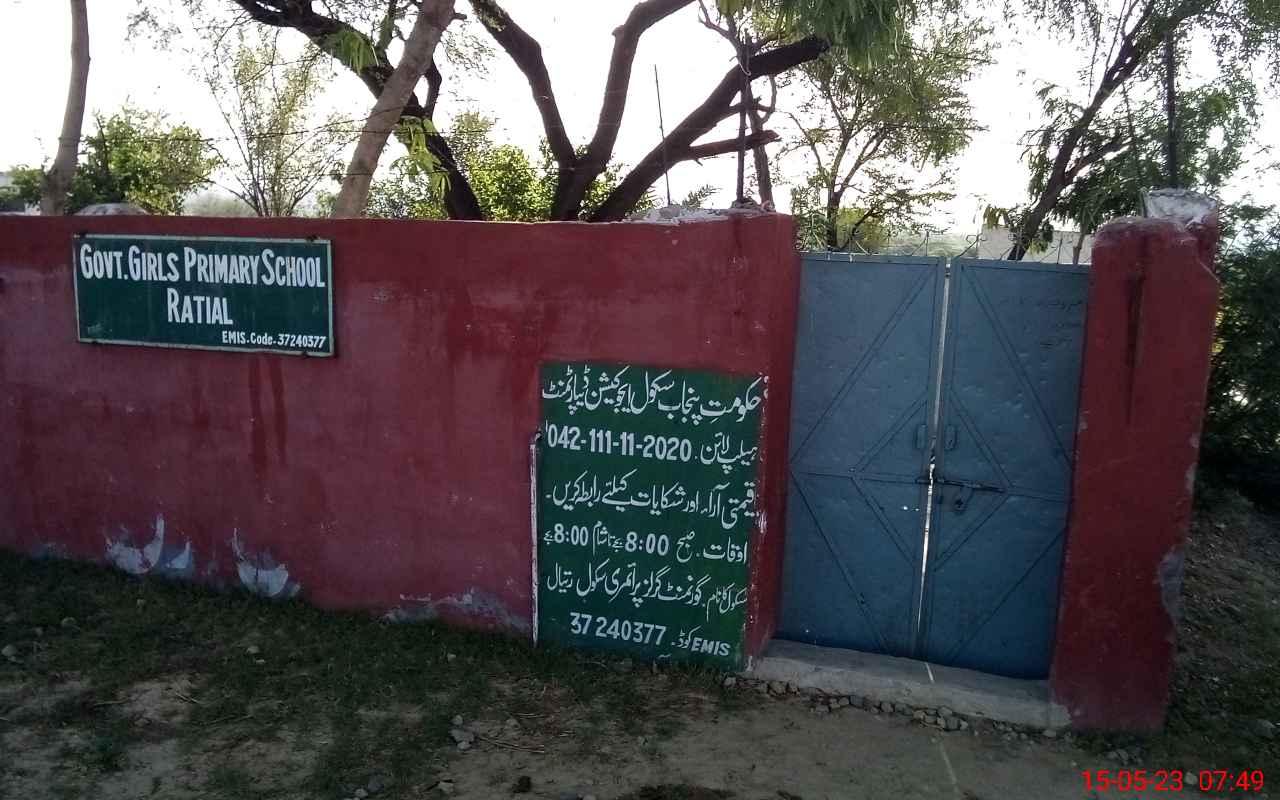 GOVT. GIRLS PRIMARY SCHOOL
RATIAL
EMIS.Code.37240377
حکومتِ پنجاب سکول ایجوکیشن ڈیپارٹمنٹ
ہیلپ لائن . 042-111-11-2020
قیمتی آراء اور شکایات کیلئے رابطہ کریں۔
اوقات . صبح 8:00 بجے تا شام 8:00 بجے
سکول کا نام . گورنمنٹ گرلز پرائمری سکول رتیال
EMIS کوڈ . 37240377
15-05-23 07:49